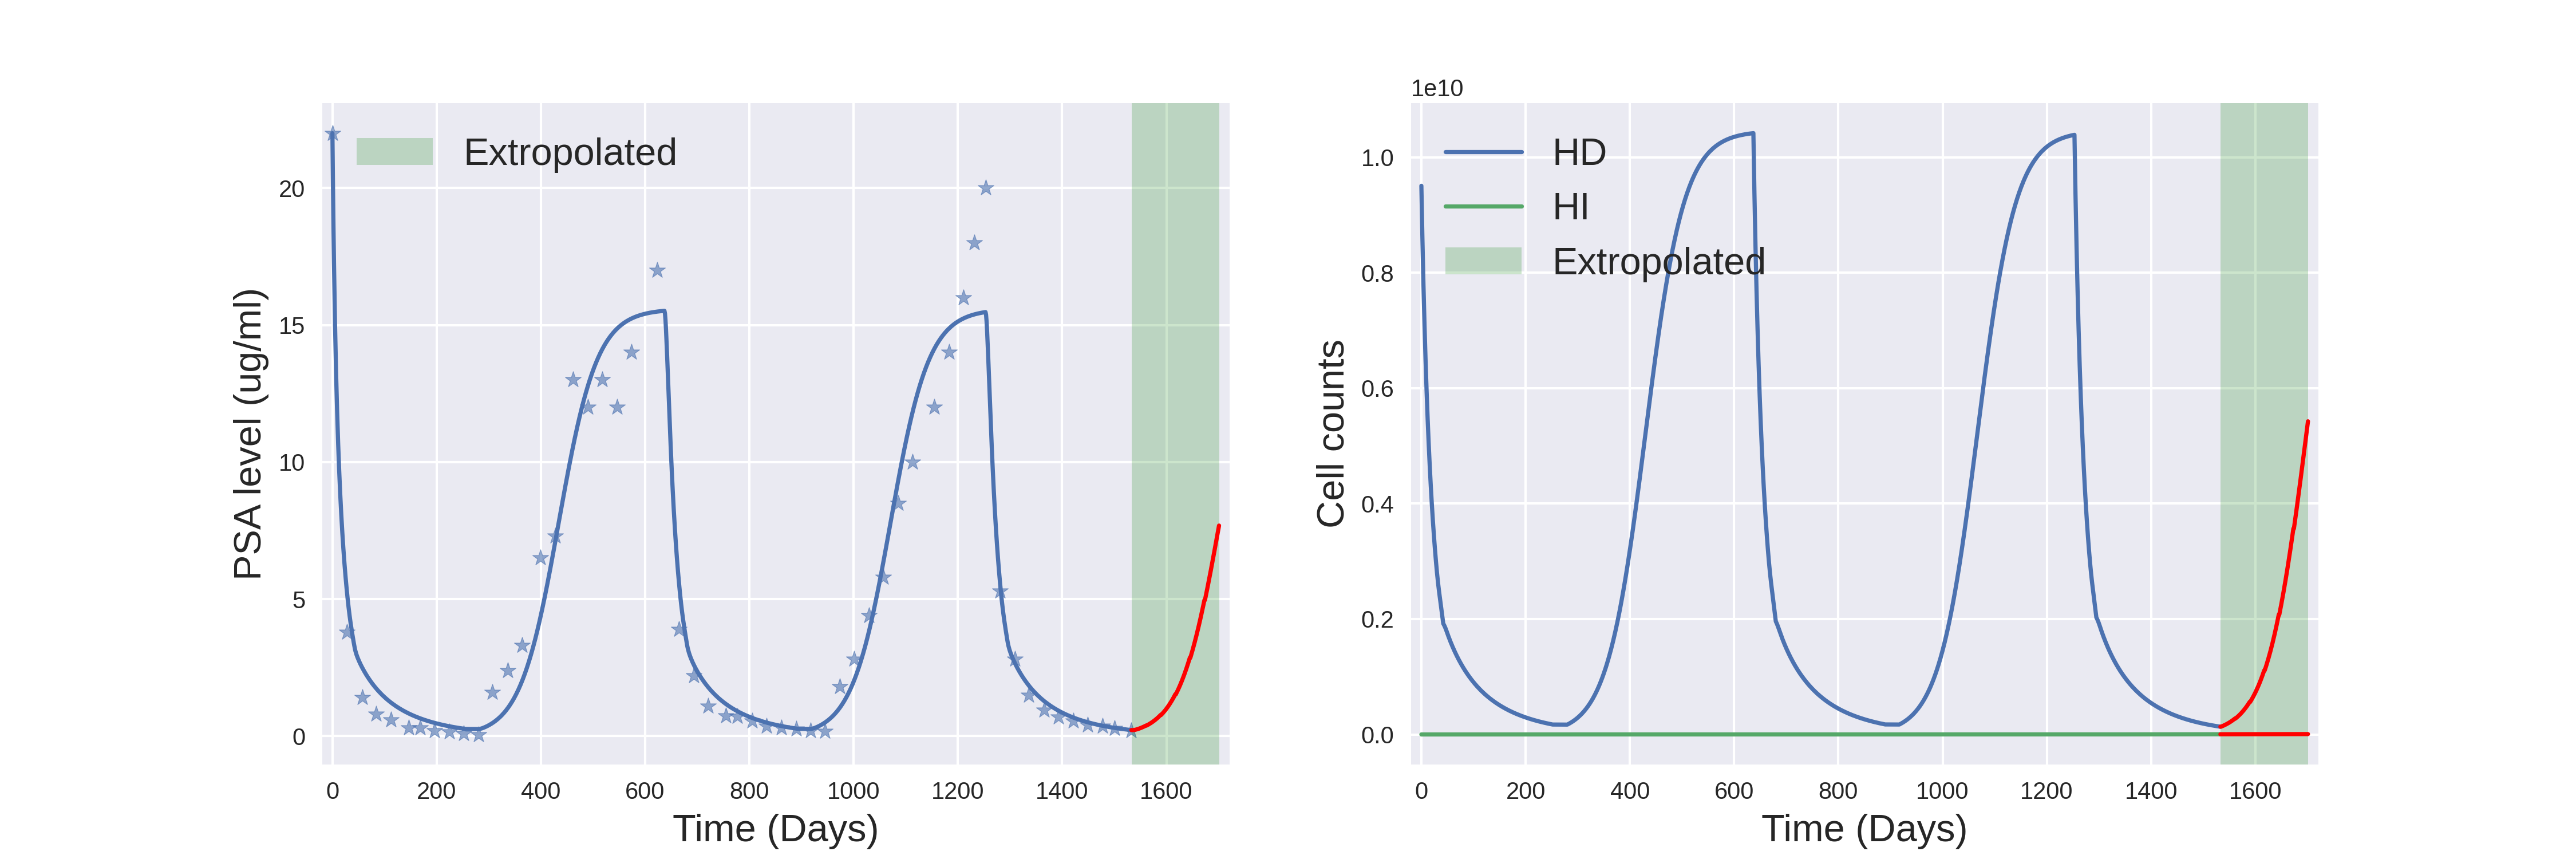 Extropolated
20
15
10
5
0
PSA level (ug/ml)
0 200 400 600 800 1000 1200 1400 1600
Time (Days)
1e10
HD
HI
Extropolated
1.0
0.8
0.6
0.4
0.2
0.0
Cell counts
0 200 400 600 800 1000 1200 1400 1600
Time (Days)